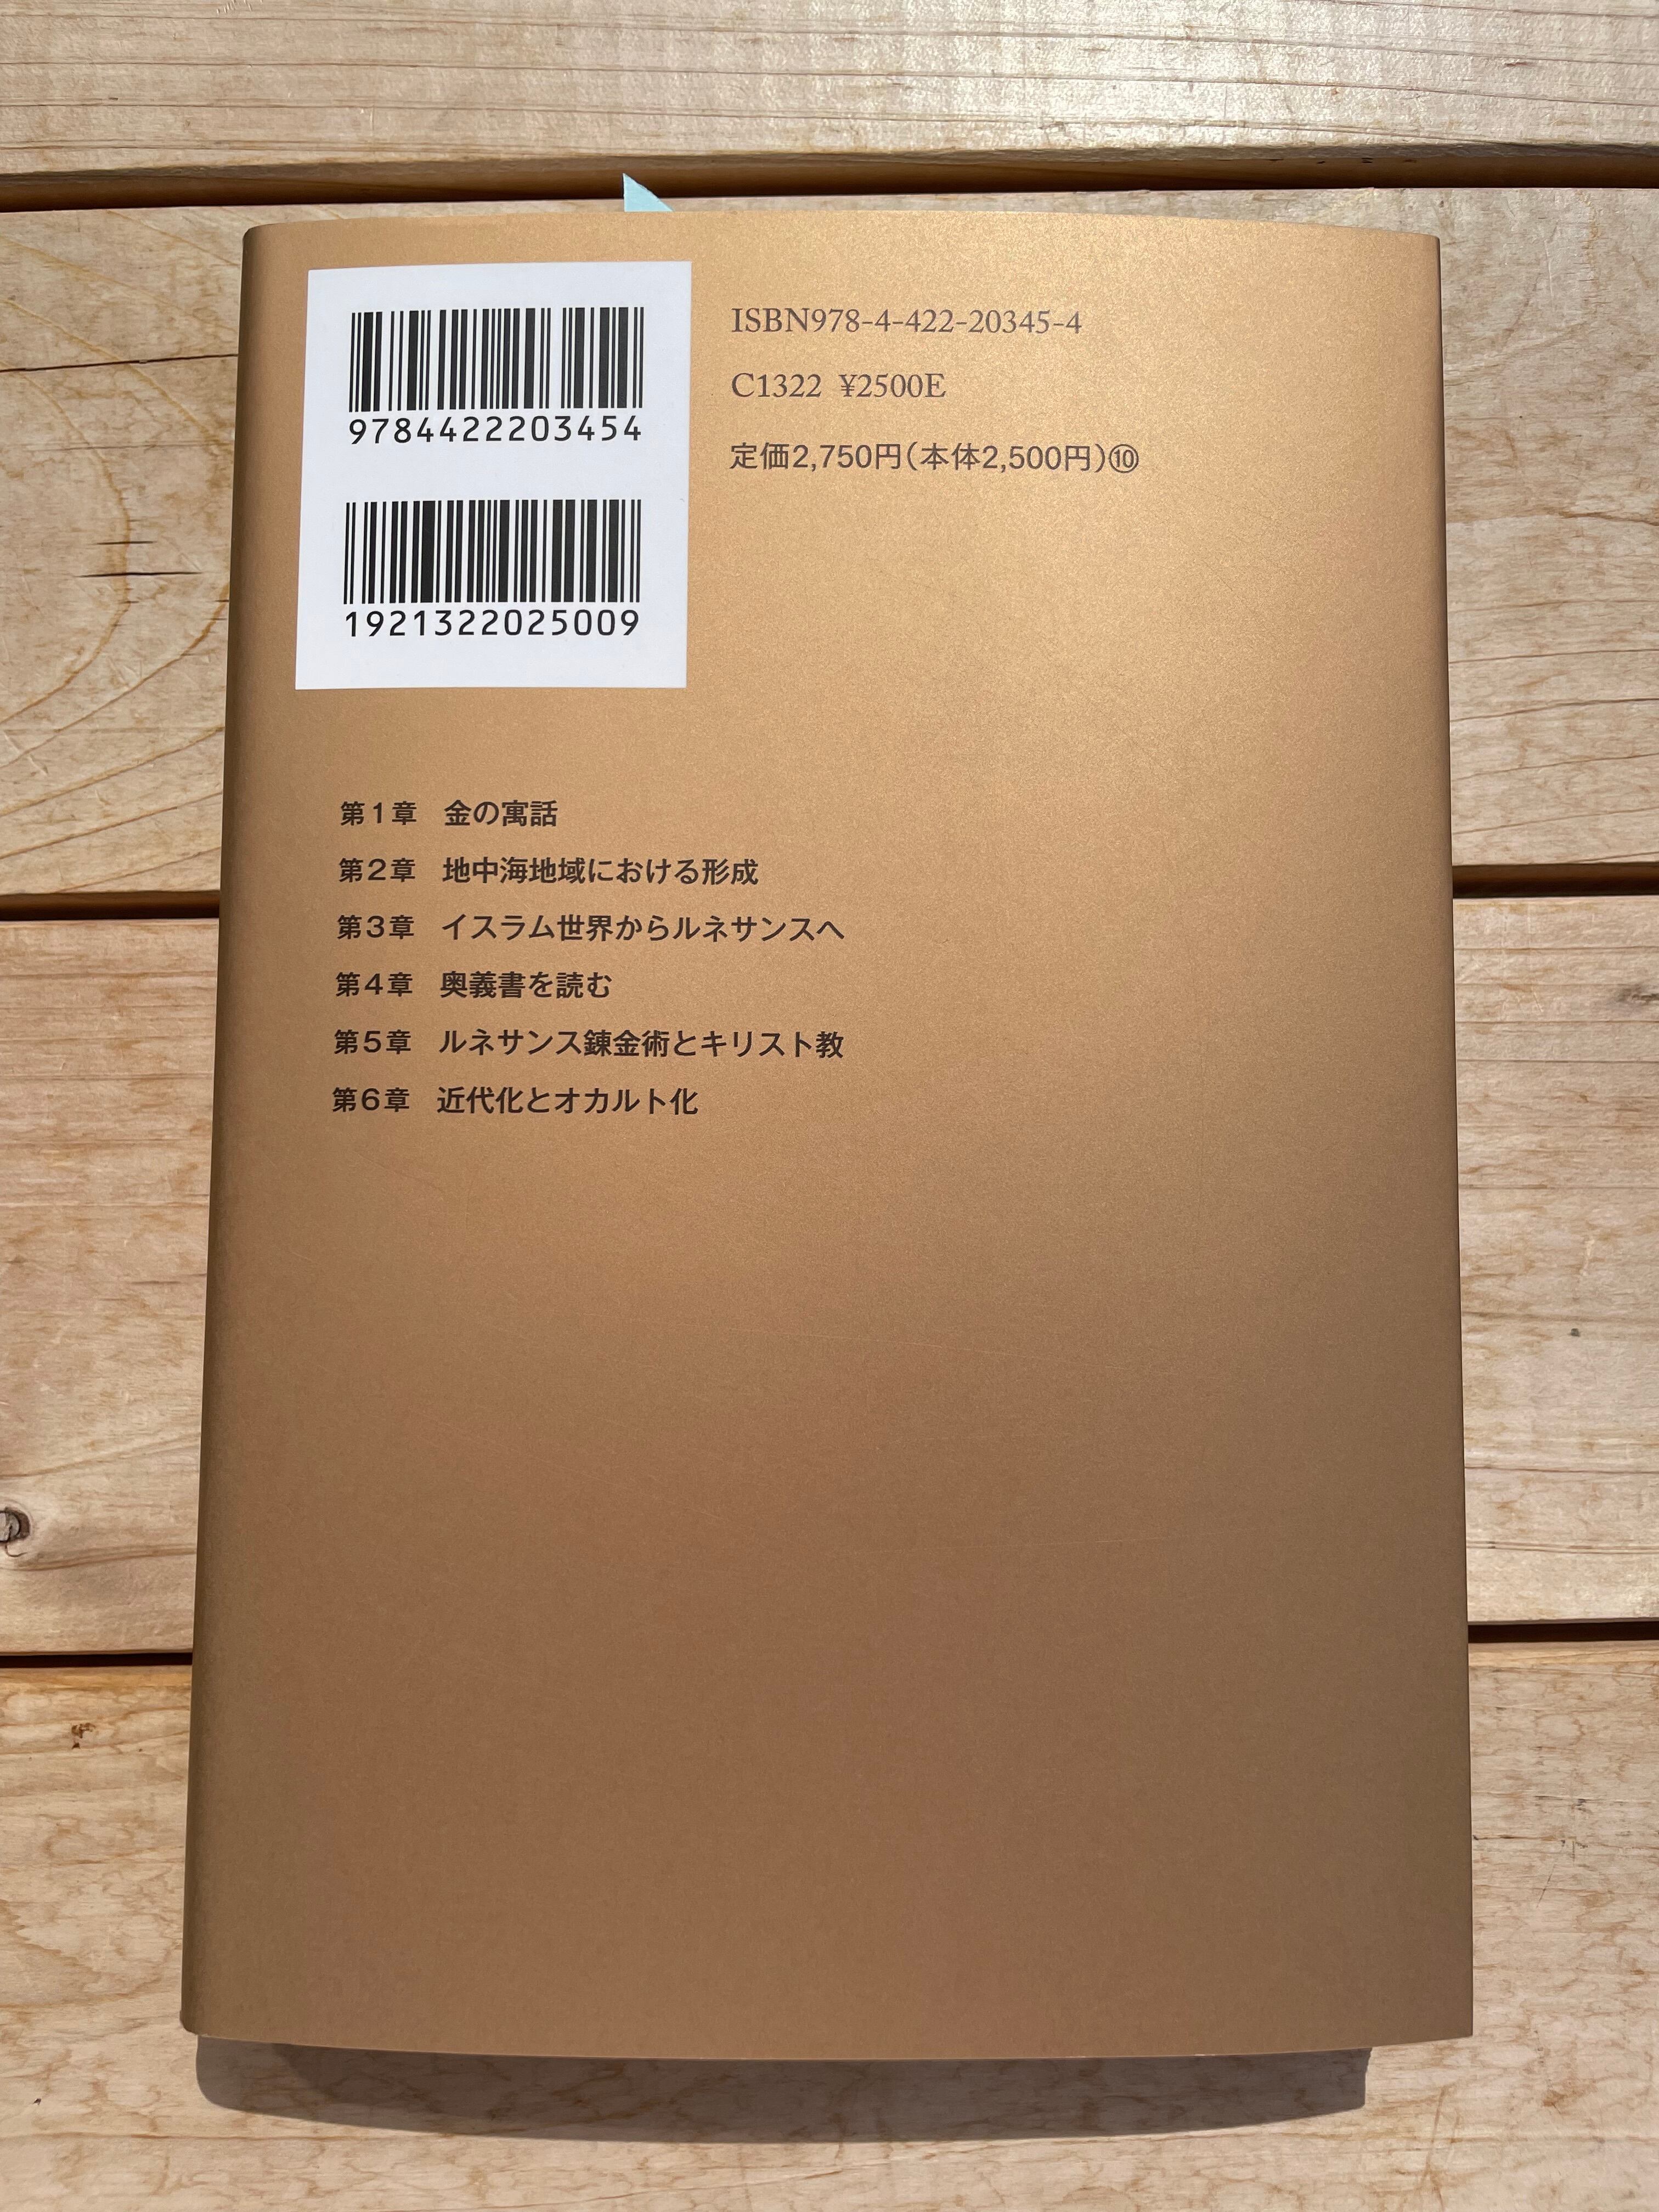 9784422203454
1921322025009
ISBN978-4-422-20345-4
C1322 ¥2500E
定価2,750円(本体2,500円)⑩
第1章 金の寓話
第2章 地中海地域における形成
第3章 イスラム世界からルネサンスへ
第4章 奥義書を読む
第5章 ルネサンス錬金術とキリスト教
第6章 近代化とオカルト化